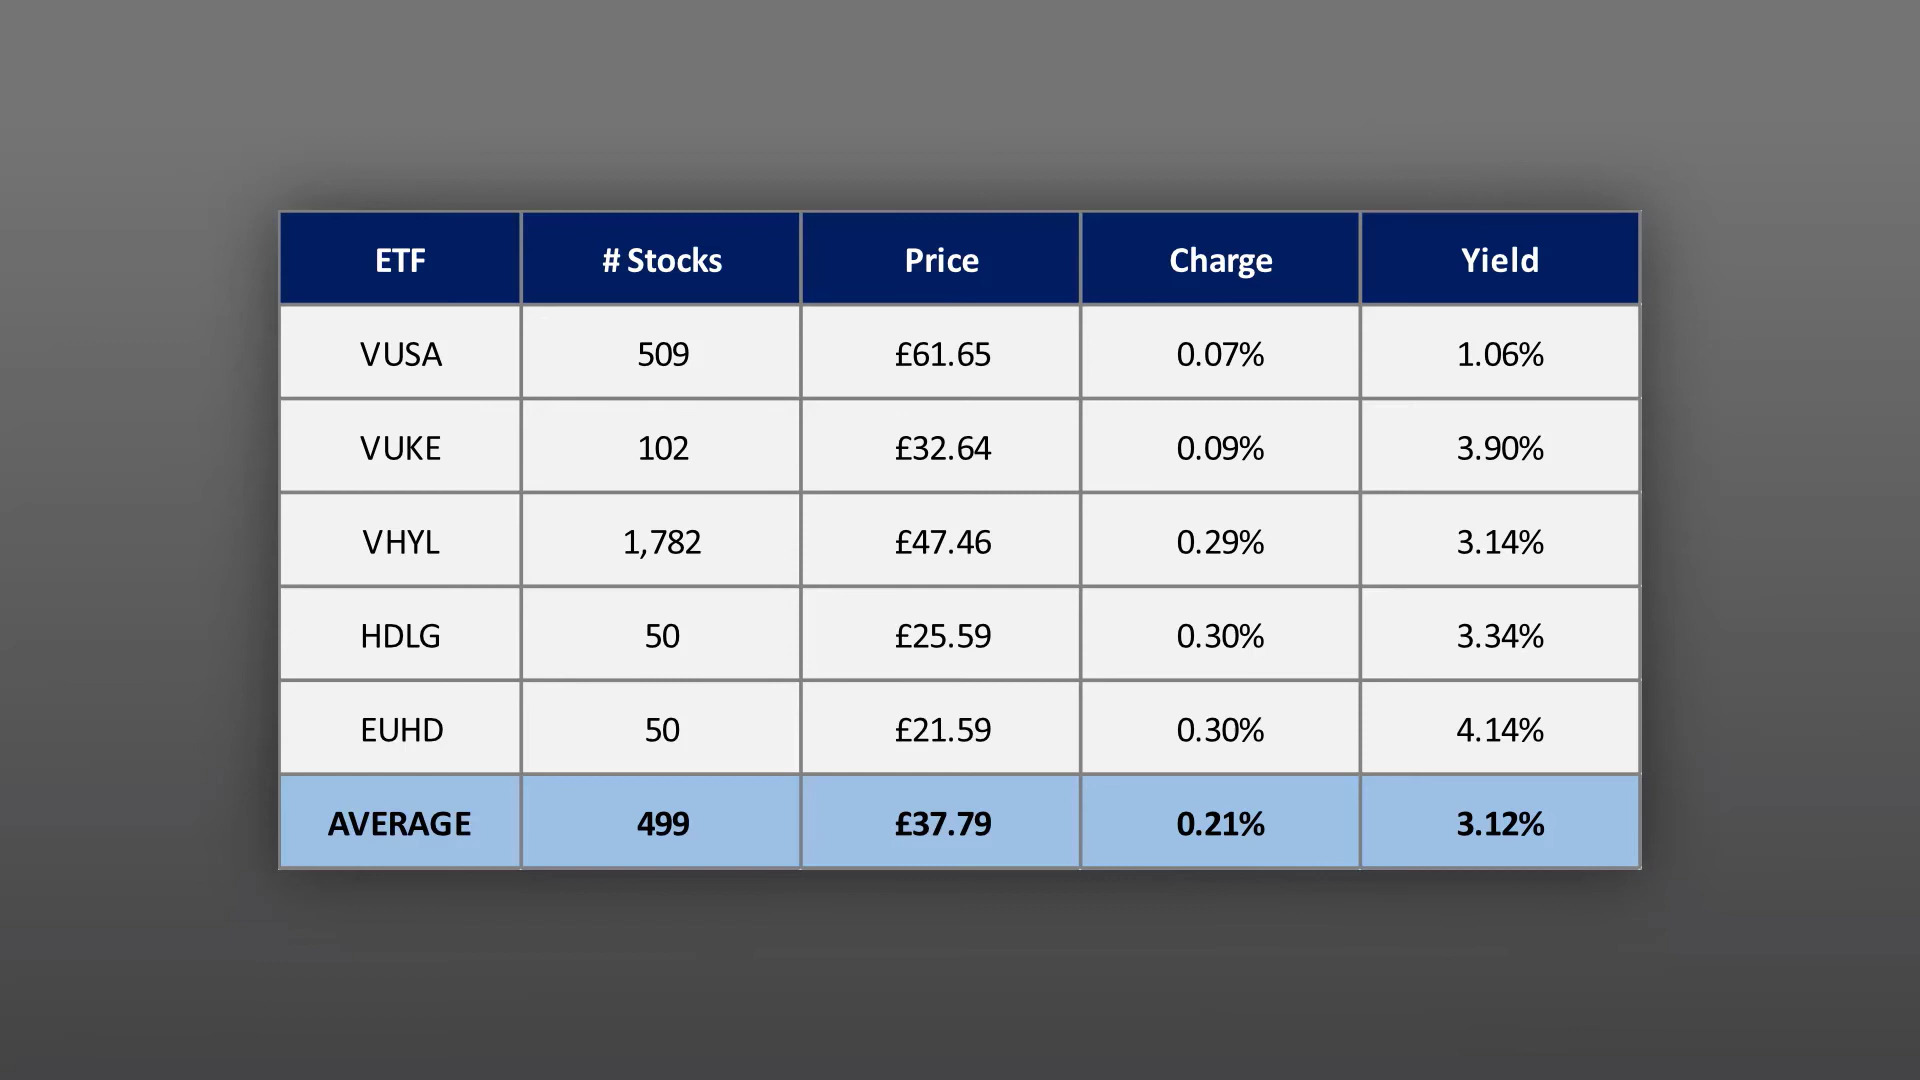 ETF # Stocks Price Charge Yield
VUSA 509 £61.65 0.07% 1.06%
VUKE 102 £32.64 0.09% 3.90%
VHYL 1,782 £47.46 0.29% 3.14%
HDLG 50 £25.59 0.30% 3.34%
EUHD 50 £21.59 0.30% 4.14%
AVERAGE 499 £37.79 0.21% 3.12%